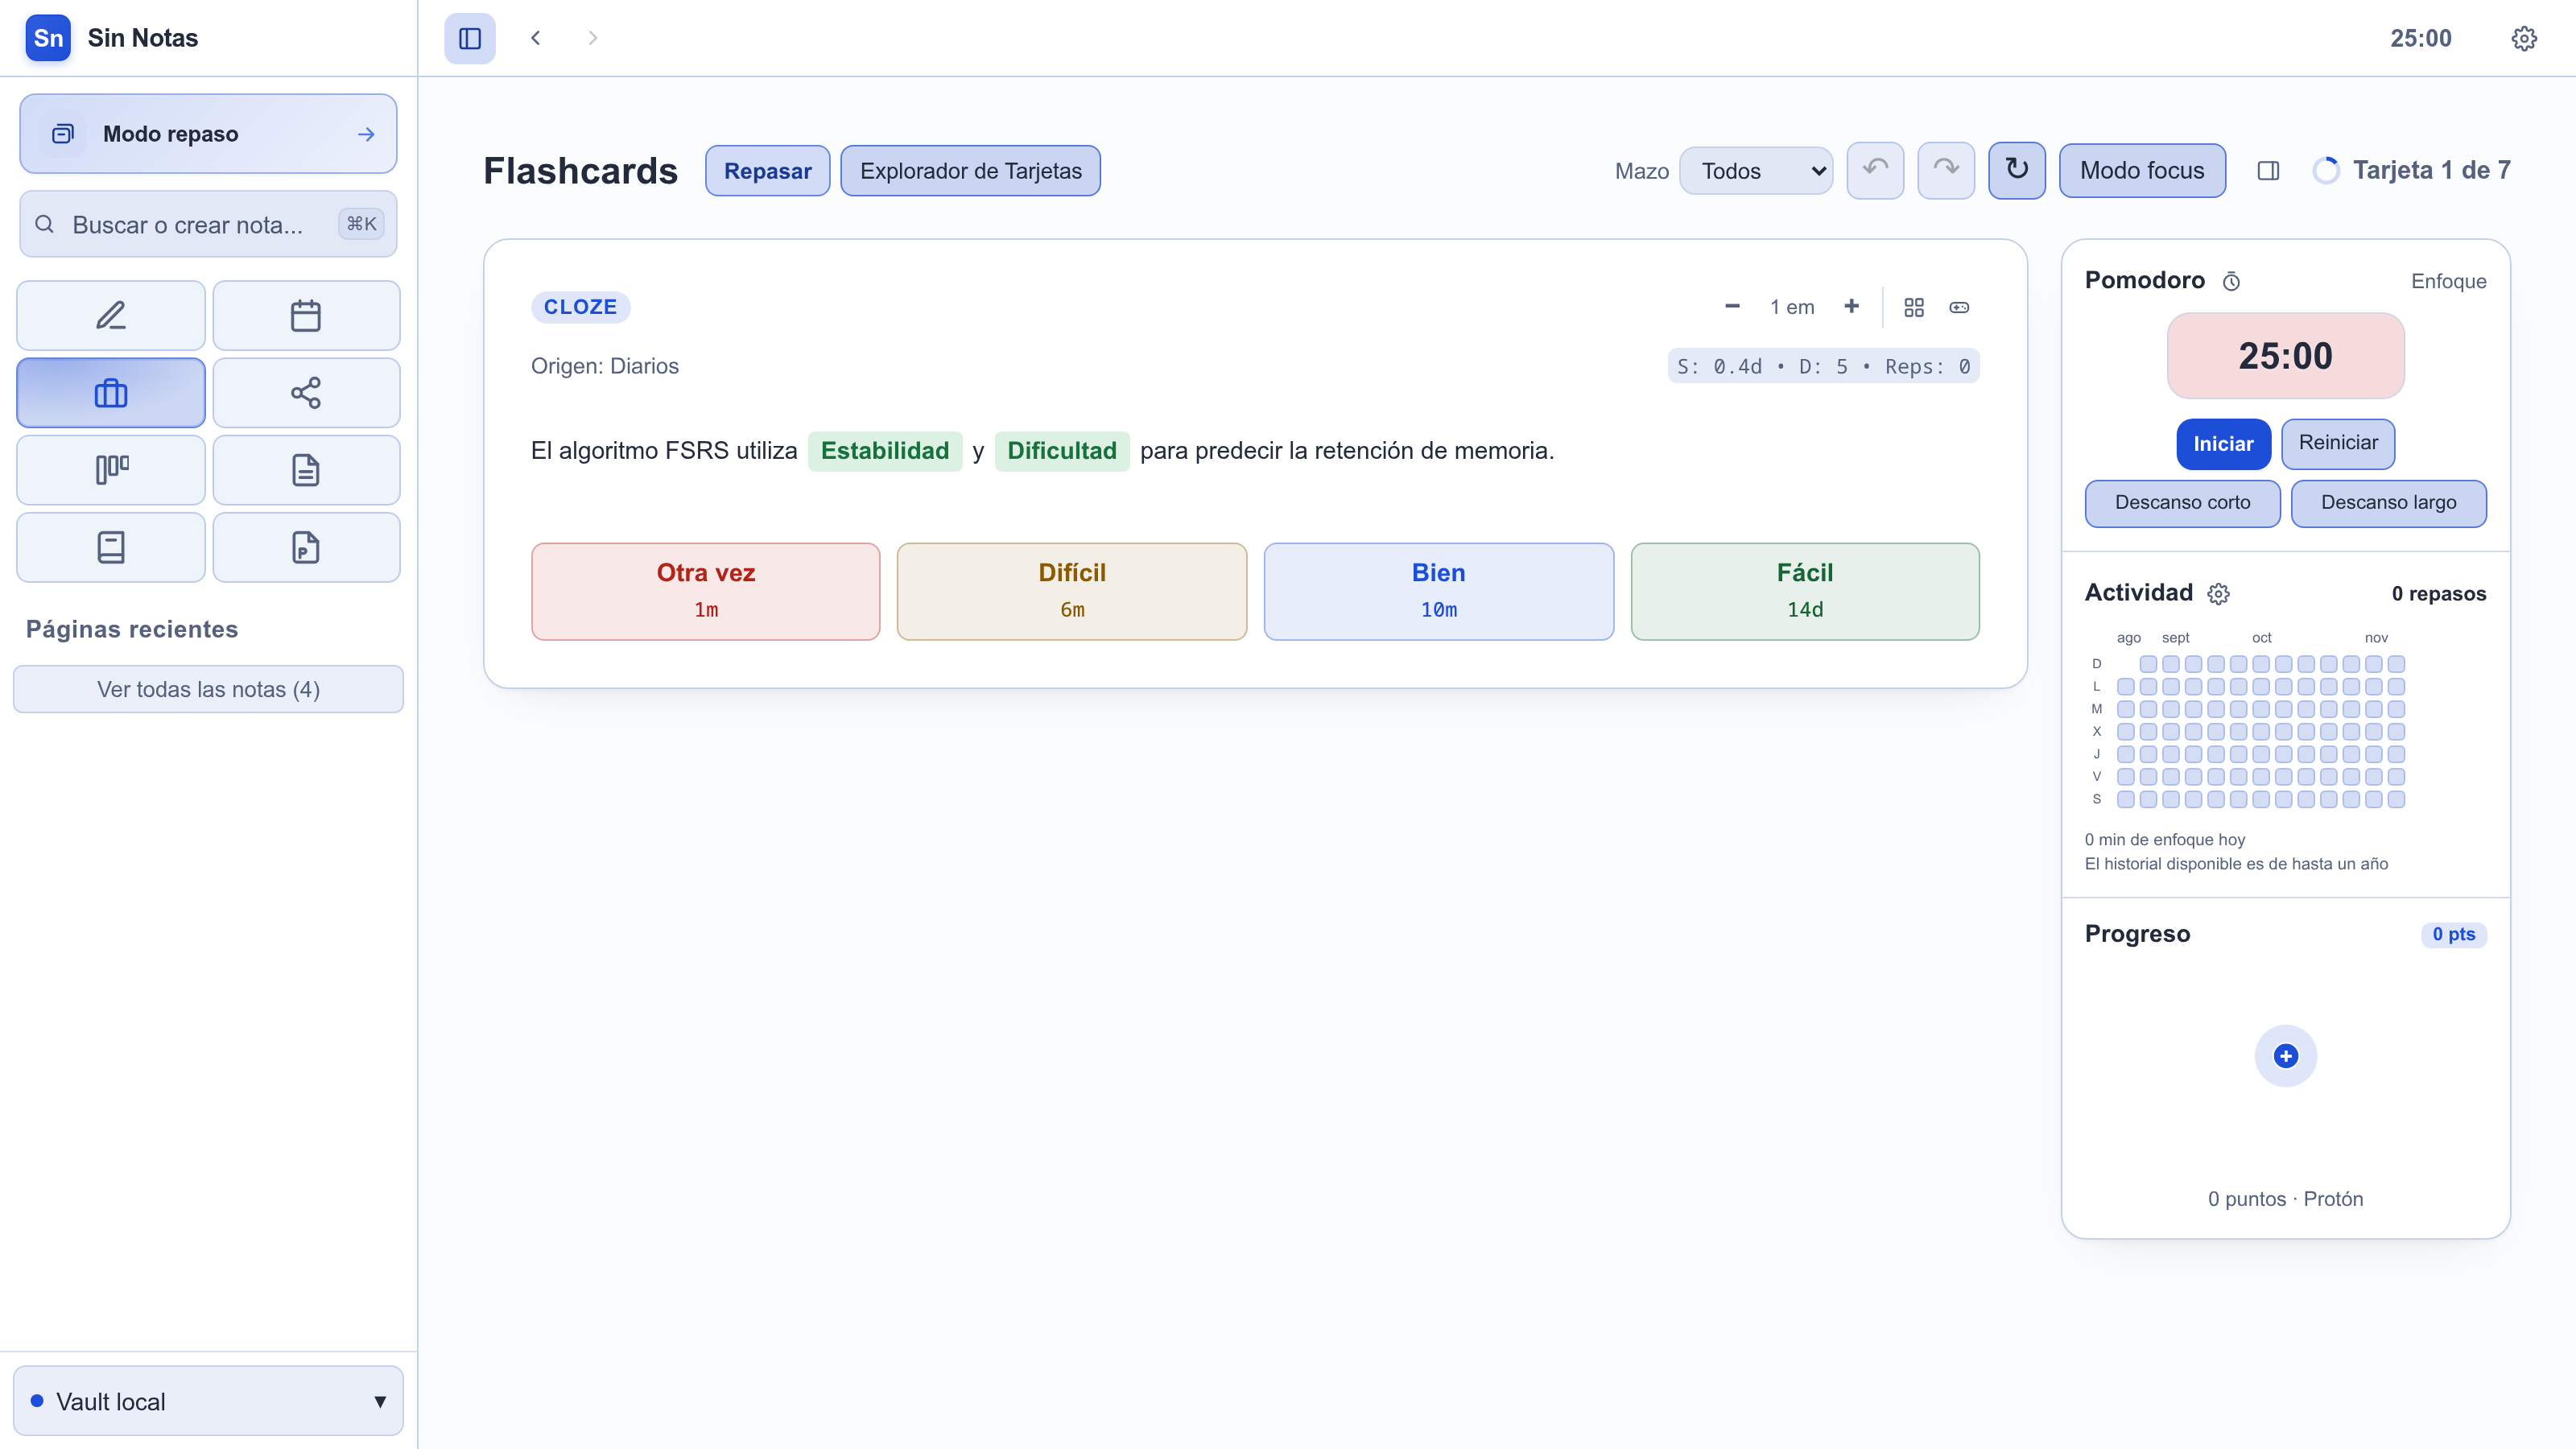 Sn Sin Notas
25:00
Modo repaso
Buscar o crear nota... ⌘K
Páginas recientes
Ver todas las notas (4)
Vault local
Flashcards Repasar Explorador de Tarjetas Mazo Todos Modo focus Tarjeta 1 de 7
CLOZE 1 em
Origen: Diarios S: 0.4d • D: 5 • Reps: 0
El algoritmo FSRS utiliza Estabilidad y Dificultad para predecir la retención de memoria.
Otra vez Difícil Bien Fácil
1m 6m 10m 14d
Pomodoro Enfoque
25:00
Iniciar Reiniciar
Descanso corto Descanso largo
Actividad 0 repasos
ago sept oct nov
D
L
M
X
J
V
S
0 min de enfoque hoy
El historial disponible es de hasta un año
Progreso 0 pts
0 puntos · Protón